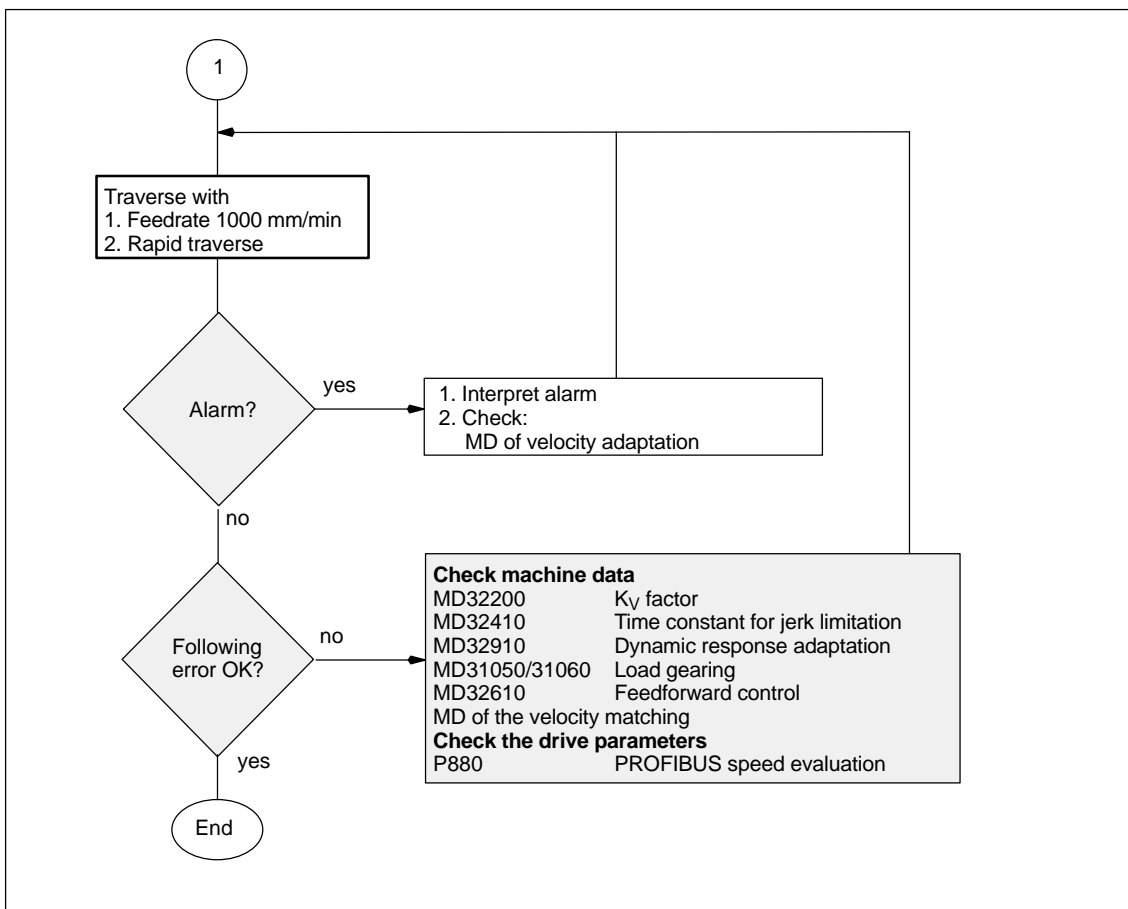 1
Traverse with
1. Feedrate 1000 mm/min
2. Rapid traverse
Alarm?
yes
1. Interpret alarm
2. Check:
MD of velocity adaptation
no
Following
error OK?
no
Check machine data
MD32200 KV factor
MD32410 Time constant for jerk limitation
MD32910 Dynamic response adaptation
MD31050/31060 Load gearing
MD32610 Feedforward control
MD of the velocity matching
Check the drive parameters
P880 PROFIBUS speed evaluation
yes
End